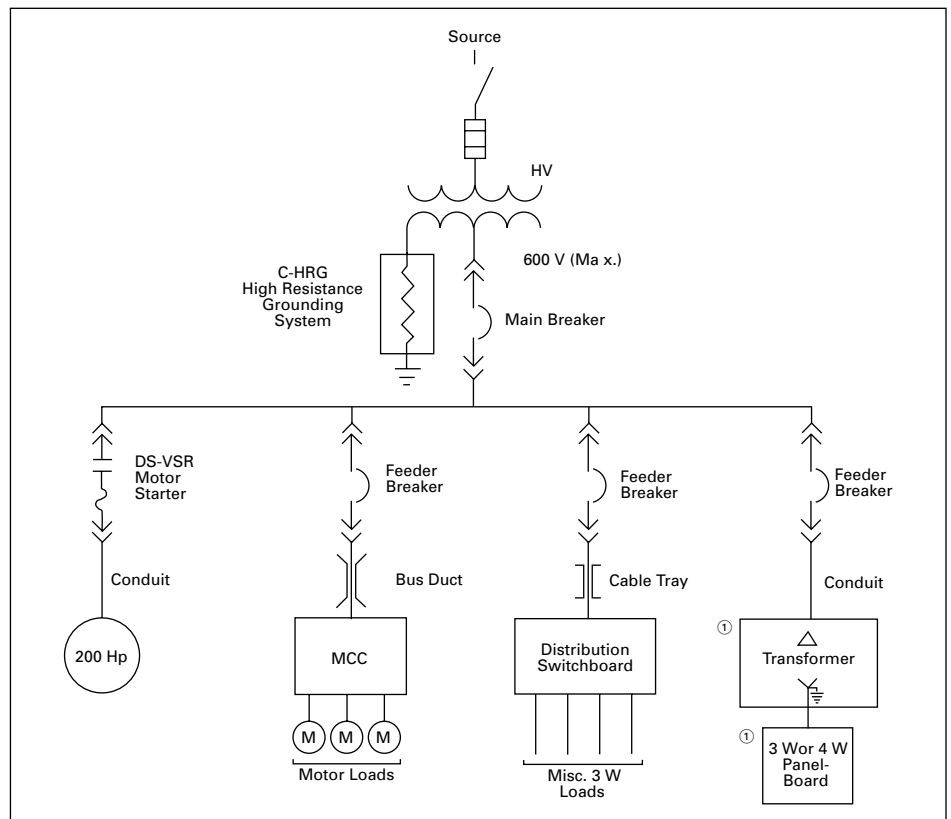 Source
HV
600 V (Ma x.)
C-HRG
High Resistance
Grounding
System
Main Breaker
DS-VSR
Motor
Starter
Feeder
Breaker
Feeder
Breaker
Feeder
Breaker
Conduit
Bus Duct
Cable Tray
Conduit
200 Hp
MCC
Distribution
Switchboard
①
Transformer
M M M
Motor Loads
Misc. 3 W
Loads
①
3 Wor 4 W
Panel-
Board